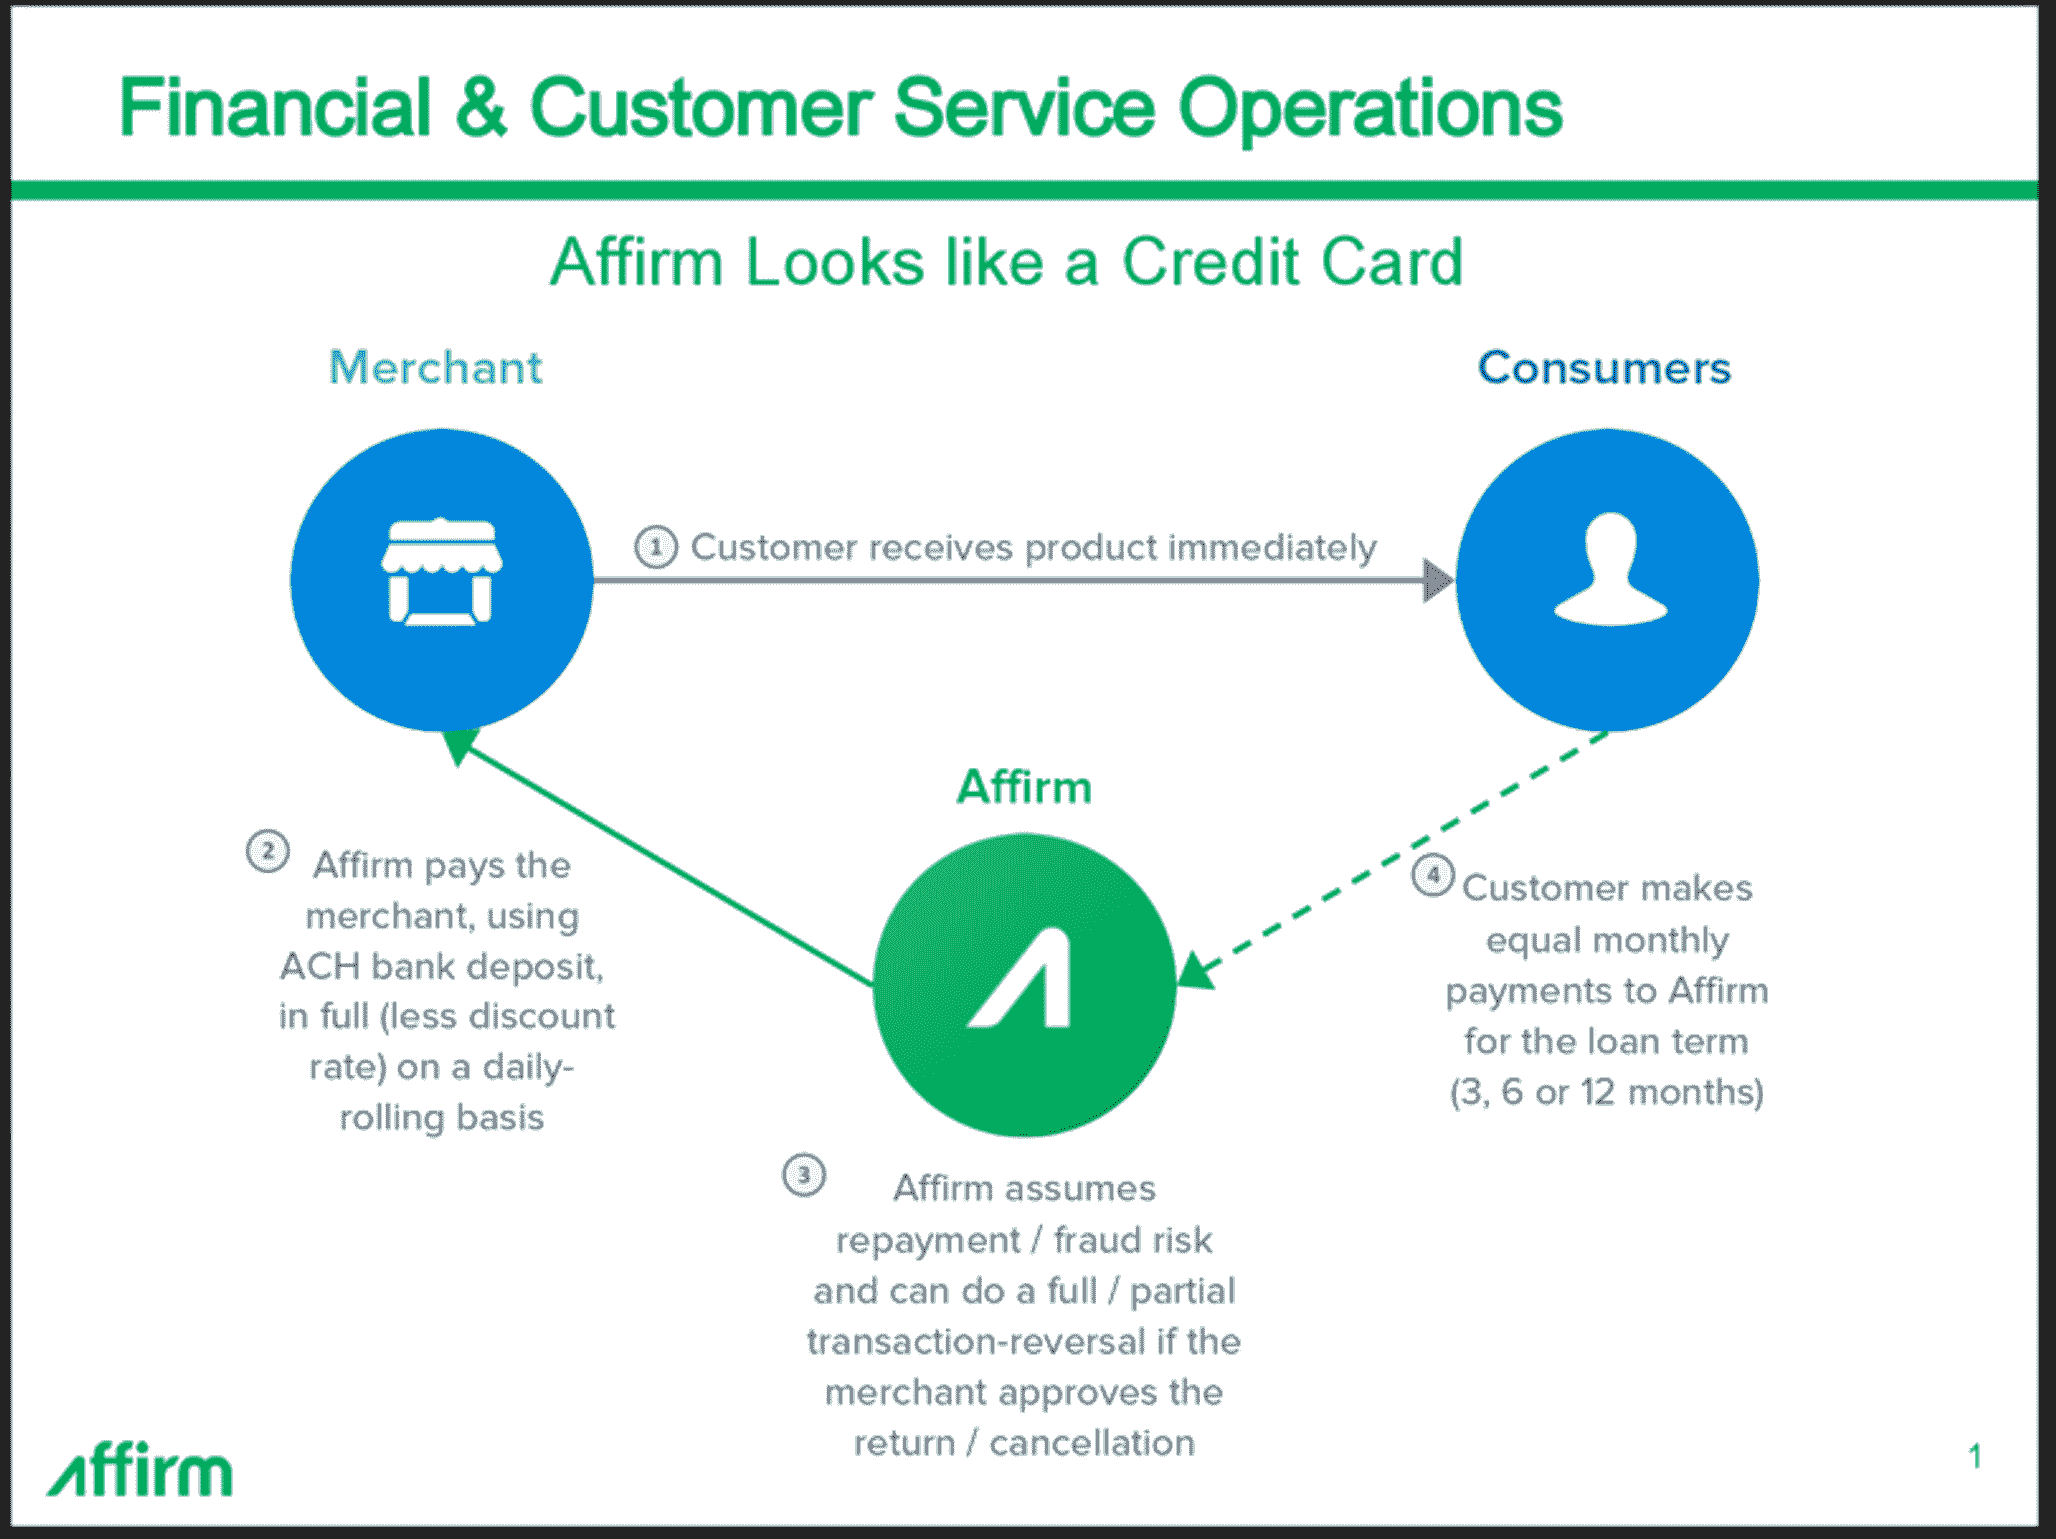 Financial & Customer Service Operations
Affirm Looks like a Credit Card
Merchant
Consumers
1 Customer receives product immediately
Affirm
2 Affirm pays the
merchant, using
ACH bank deposit,
in full (less discount
rate) on a daily-
rolling basis
4 Customer makes
equal monthly
payments to Affirm
for the loan term
(3, 6 or 12 months)
3 Affirm assumes
repayment / fraud risk
and can do a full / partial
transaction-reversal if the
merchant approves the
return / cancellation
affirm
1